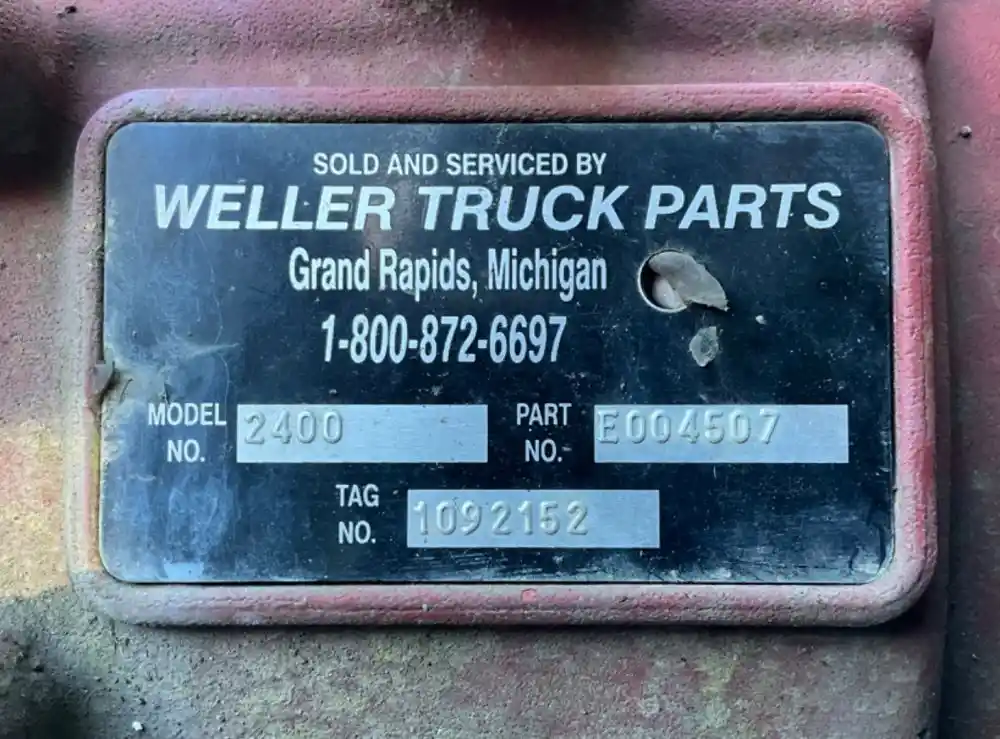 SOLD AND SERVICED BY
WELLER TRUCK PARTS
Grand Rapids, Michigan
1-800-872-6697
MODEL NO. 2400 PART NO. E004507
TAG NO. 1092152